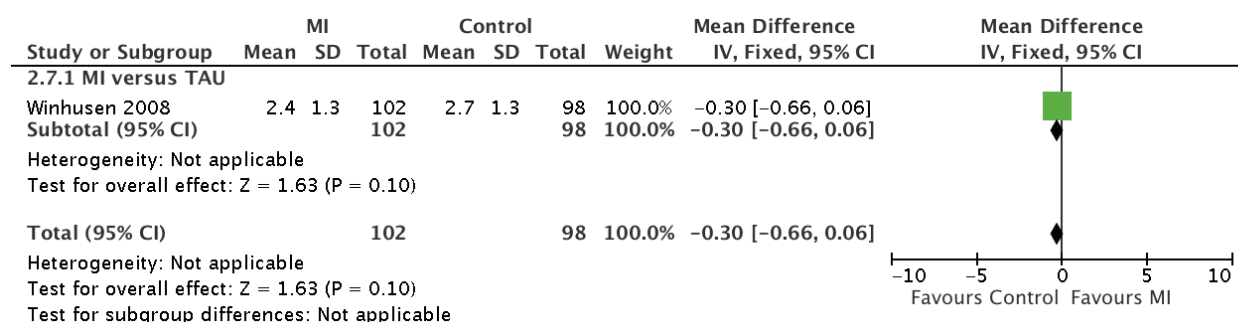 MI Control Mean Difference Mean Difference
Study or Subgroup Mean SD Total Mean SD Total Weight IV, Fixed, 95% CI IV, Fixed, 95% CI
2.7.1 MI versus TAU
Winhusen 2008 2.4 1.3 102 2.7 1.3 98 100.0% −0.30 [−0.66, 0.06]
Subtotal (95% CI) 102 98 100.0% −0.30 [−0.66, 0.06]
Heterogeneity: Not applicable
Test for overall effect: Z = 1.63 (P = 0.10)
Total (95% CI) 102 98 100.0% −0.30 [−0.66, 0.06]
Heterogeneity: Not applicable
Test for overall effect: Z = 1.63 (P = 0.10)
Test for subgroup differences: Not applicable
−10 −5 0 5 10
Favours Control Favours MI